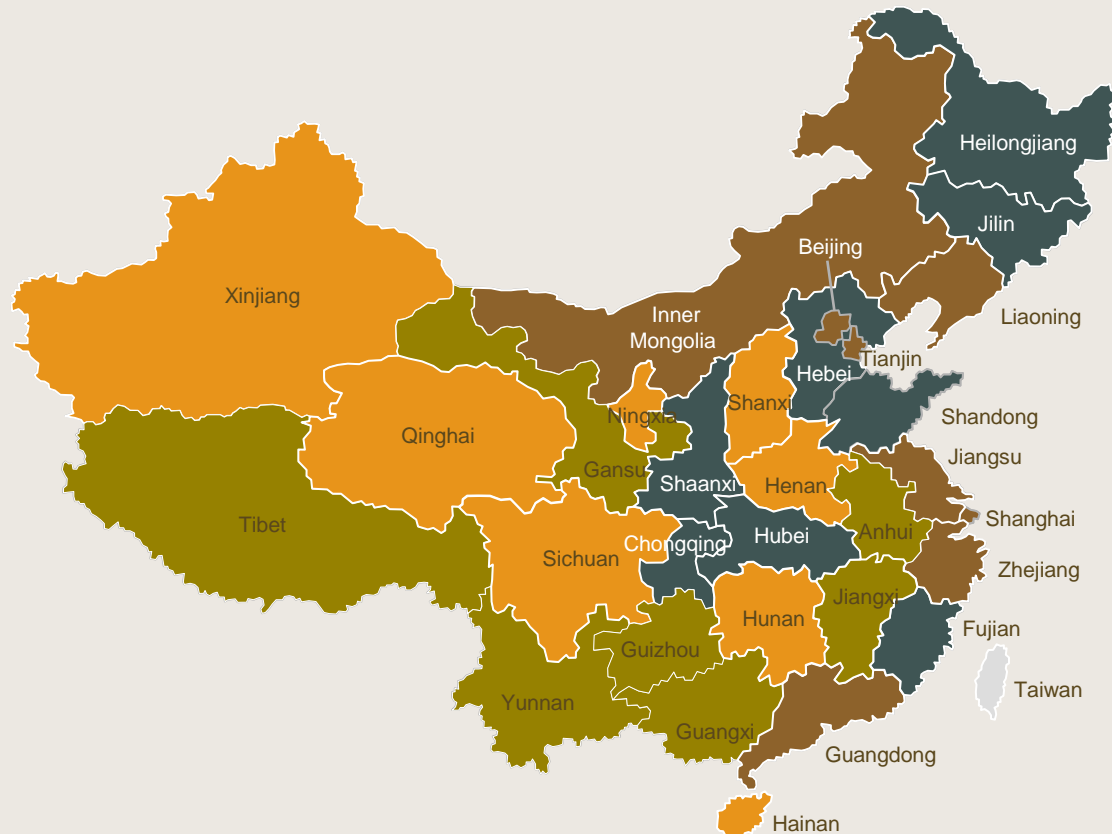 Heilongjiang
Jilin
Beijing
Xinjiang
Inner
Mongolia
Liaoning
Tianjin
Hebei
Ningxia
Shanxi
Shandong
Qinghai
Gansu
Jiangsu
Shaanxi
Henan
Tibet
Shanghai
Anhui
Hubei
Chongqing
Sichuan
Zhejiang
Jiangxi
Hunan
Fujian
Guizhou
Taiwan
Yunnan
Guangxi
Guangdong
Hainan